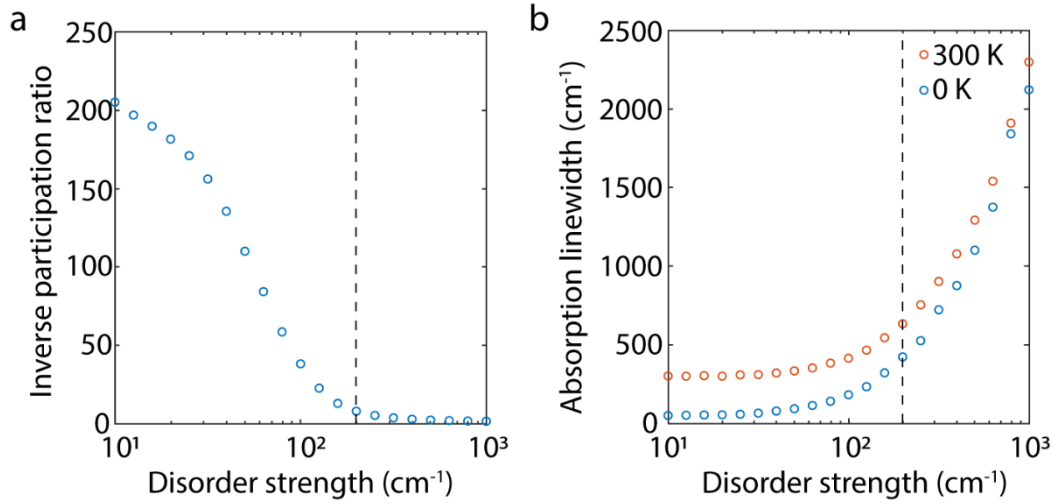 a
250
200
150
100
50
0
Inverse participation ratio
10¹
10²
10³
Disorder strength (cm⁻¹)
b
2500
2000
1500
1000
500
0
Absorption linewidth (cm⁻¹)
300 K
0 K
10¹
10²
10³
Disorder strength (cm⁻¹)